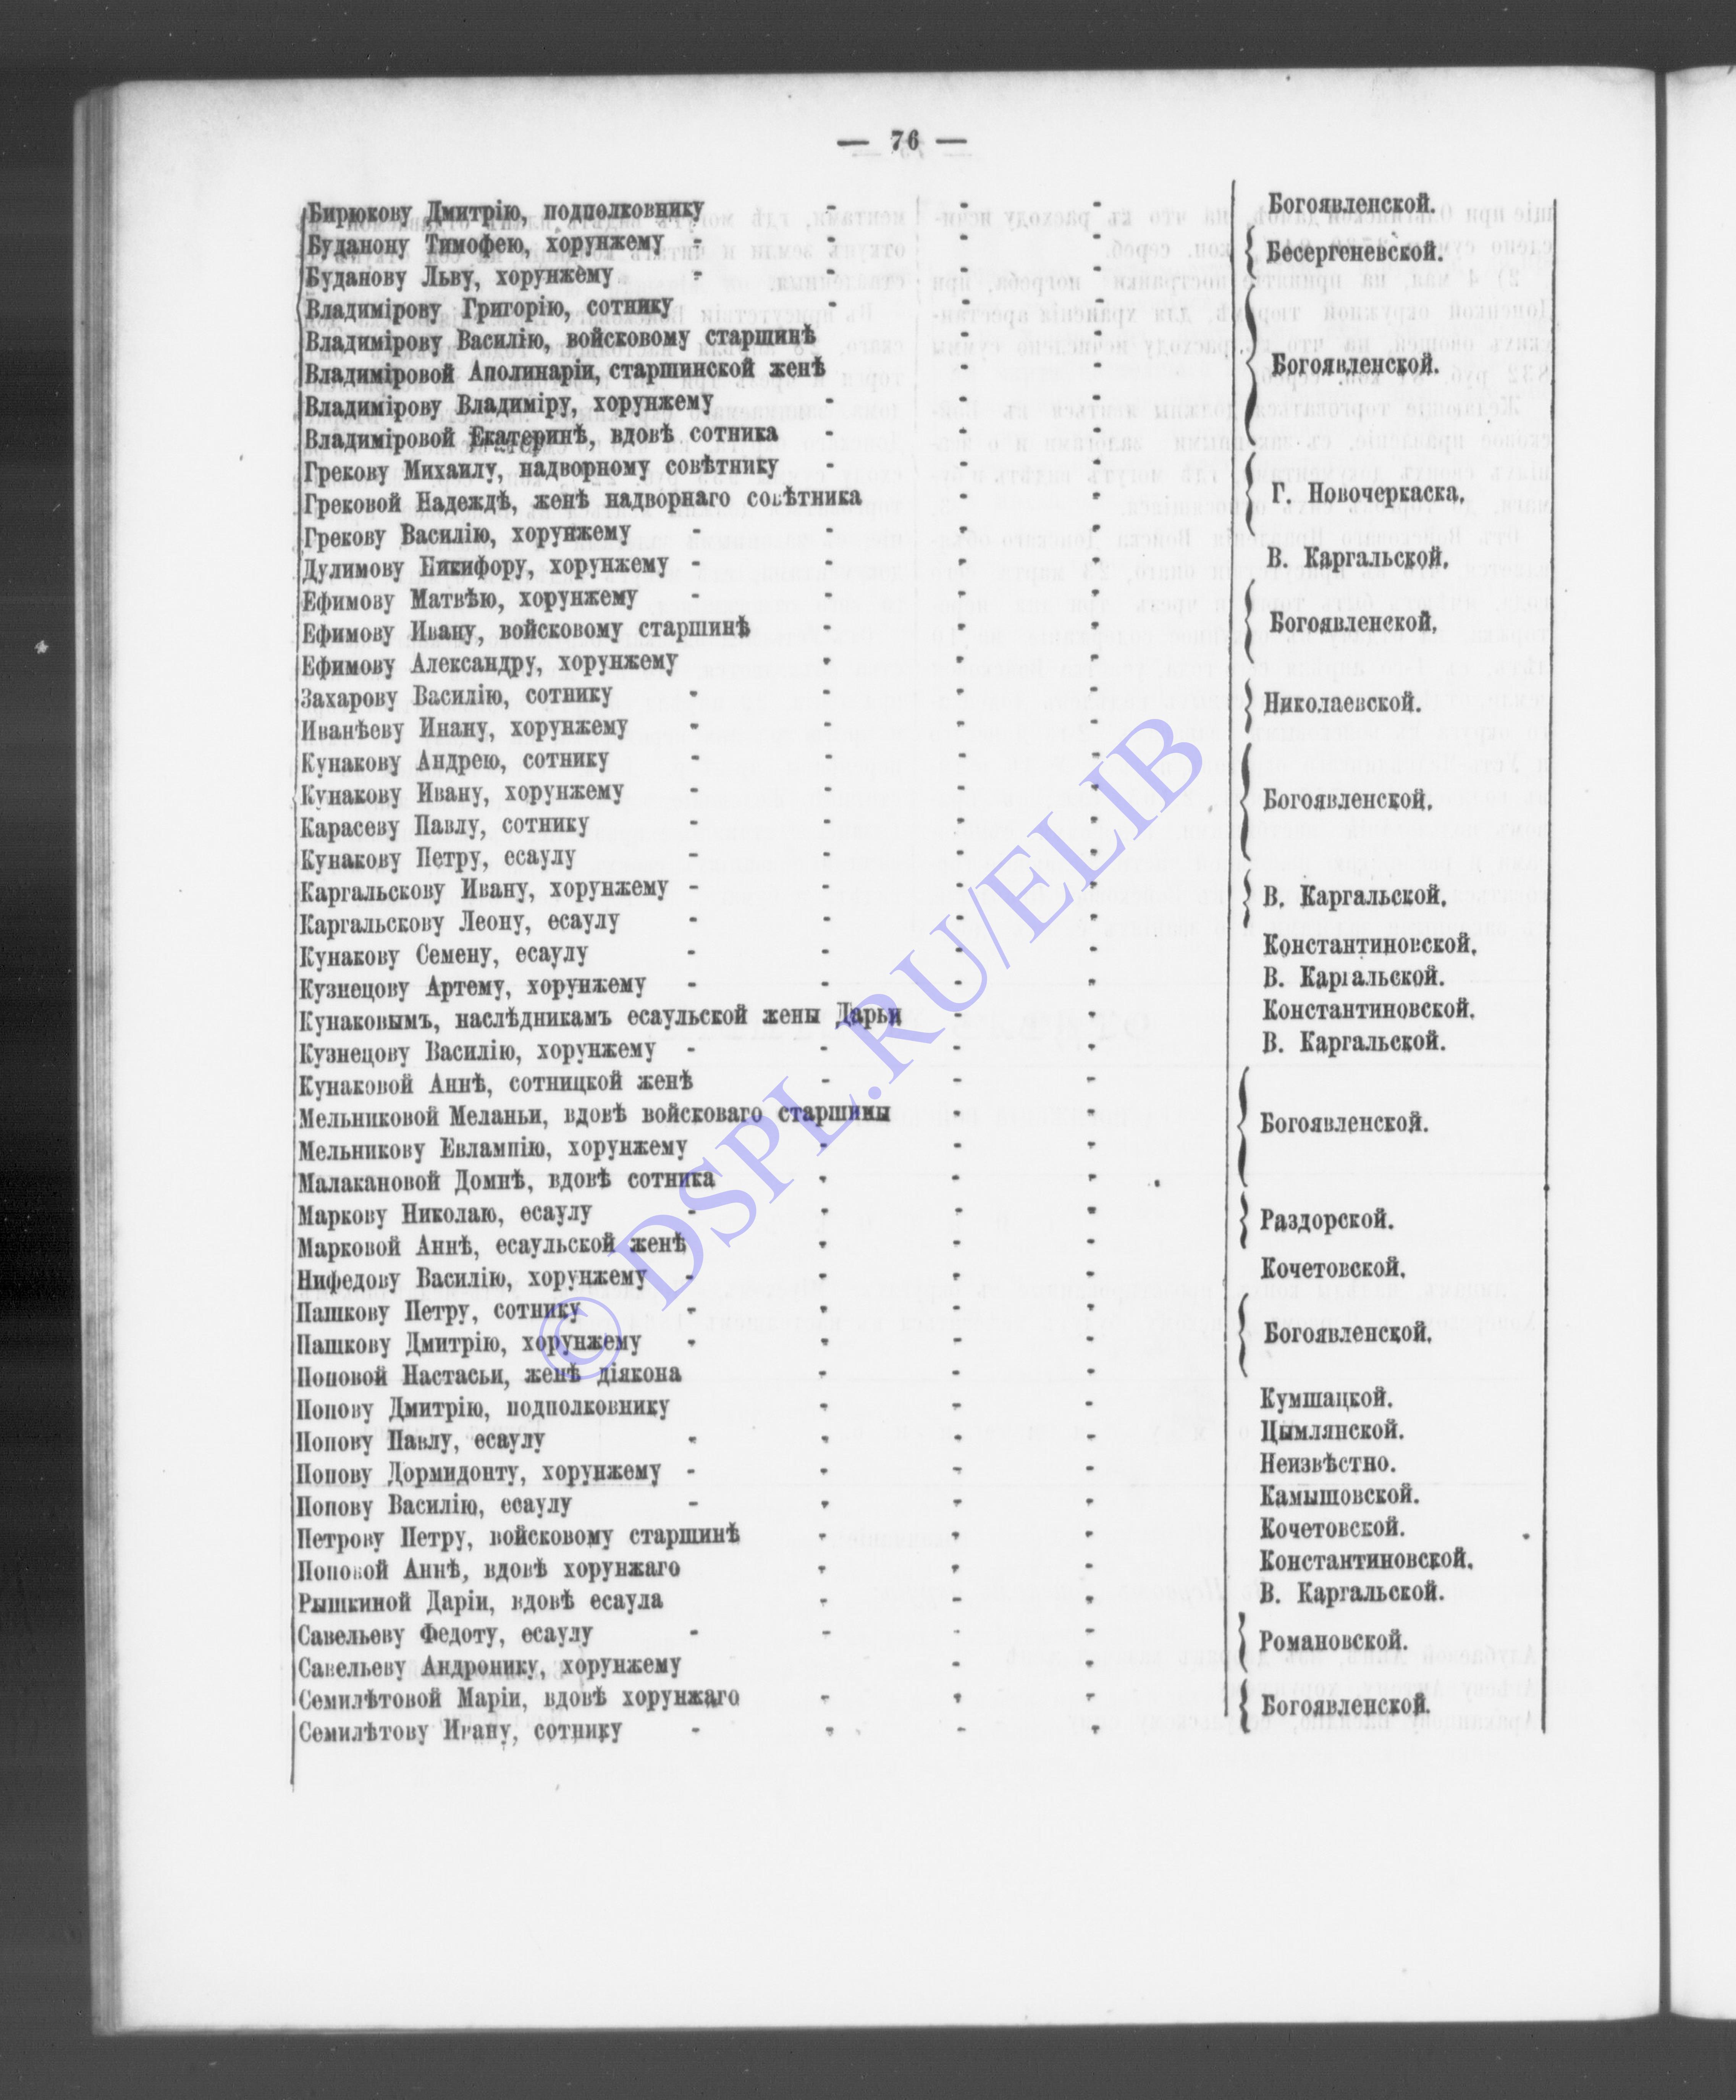 — 76 —
Бирюкову Дмитрію, подполковнику - - - Богоявленской.
Буданону Тимофею, хорунжему - - - -
Бесергеневской.
Буданову Льву, хорунжему - - - -
Владимірову Григорію, сотнику - - -
Владимірову Василію, войсковому старшинѣ - -
Владиміровой Аполинаріи, старшинской женѣ - - Богоявленской.
Владимірову Владиміру, хорунжему - - -
Владиміровой Екатеринѣ, вдовѣ сотника - - -
Грекову Михаилу, надворному совѣтнику - - -
Грековой Надеждѣ, женѣ надворнаго совѣтника - - Г. Новочеркаска.
Грекову Василію, хорунжему - - - -
Дулимову Никифору, хорунжему - - - - В. Каргальской.
Ефимову Матвѣю, хорунжему - - - -
Ефимову Ивану, войсковому старшинѣ - - - Богоявленской.
Ефимову Александру, хорунжему - - -
Захарову Василію, сотнику - - - - Николаевской.
Иванѣеву Инану, хорунжему - - - -
Кунакову Андрею, сотнику - - - -
Кунакову Ивану, хорунжему - - - - Богоявленской.
Карасеву Павлу, сотнику - - - -
Кунакову Петру, есаулу - - - -
Каргальскову Ивану, хорунжему - - - - В. Каргальской.
Каргальскову Леону, есаулу - - - -
Кунакову Семену, есаулу - - - - Константиновской.
Кузнецову Артему, хорунжему - - - - В. Каргальской.
Кунаковымъ, наслѣдникамъ есаульской жены Дарьи - - Константиновской.
Кузнецову Василію, хорунжему - - - - В. Каргальской.
Кунаковой Аннѣ, сотницкой женѣ - - -
Мельниковой Меланьи, вдовѣ войсковаго старшины - Богоявленской.
Мельникову Евлампію, хорунжему - - -
Малакановой Домнѣ, вдовѣ сотника - - -
Маркову Николаю, есаулу - - - - Раздорской.
Марковой Аннѣ, есаульской женѣ - - -
Нифедову Василію, хорунжему - - - - Кочетовской.
Пашкову Петру, сотнику - - - -
Пашкову Дмитрію, хорунжему - - - - Богоявленской.
Поповой Настасьи, женѣ діякона - - -
Попову Дмитрію, подполковнику - - - Кумшацкой.
Попову Павлу, есаулу - - - - Цымлянской.
Попову Дормидонту, хорунжему - - - - Неизвѣстно.
Попову Василію, есаулу - - - - Камышовской.
Петрову Петру, войсковому старшинѣ - - - Кочетовской.
Поповой Аннѣ, вдовѣ хорунжаго - - - Константиновской.
Рышкиной Даріи, вдовѣ есаула - - - В. Каргальской.
Савельеву Федоту, есаулу - - - - Романовской.
Савельеву Андронику, хорунжему - -
Семилѣтовой Маріи, вдовѣ хорунжаго - - - Богоявленской.
Семилѣтову Ивану, сотнику - - - -
© DSPL.RU/ELIB